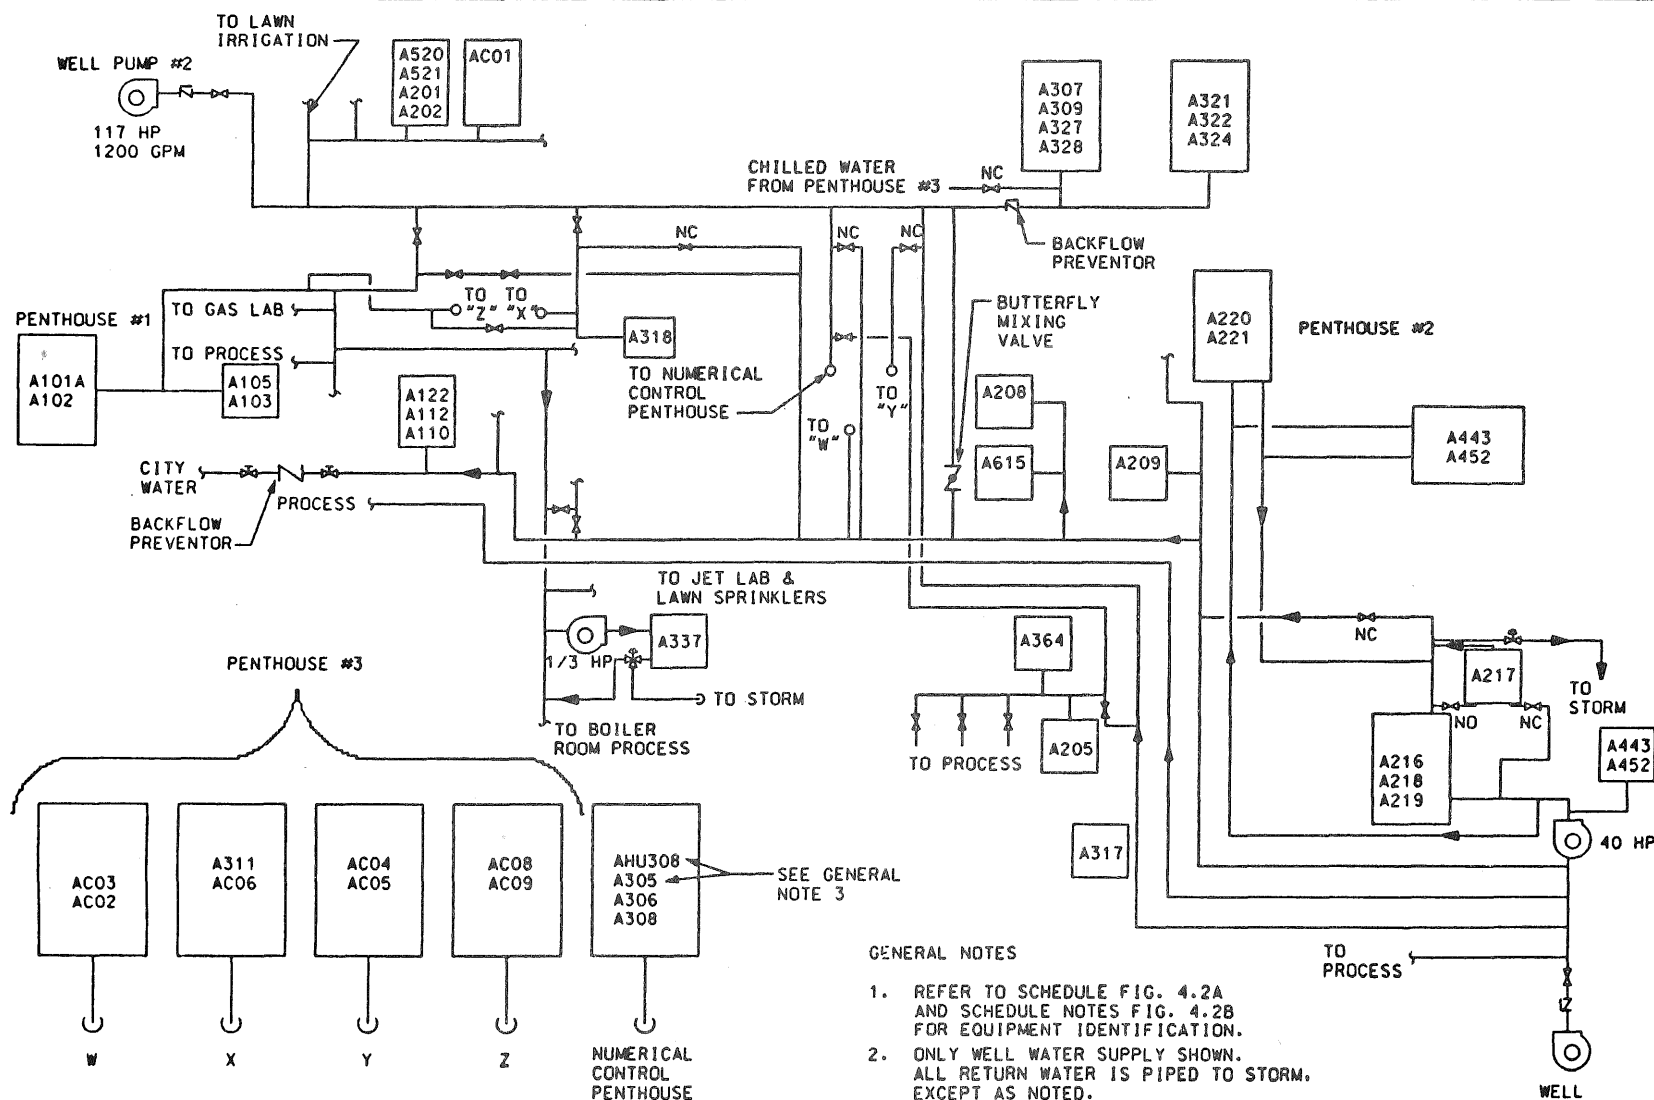 TO LAWN
IRRIGATION
WELL PUMP #2
117 HP
1200 GPM
A520
A521
A201
A202
AC01
CHILLED WATER
FROM PENTHOUSE #3
NC
A307
A309
A327
A328
A321
A322
A324
BACKFLOW
PREVENTOR
NC
NC
NC
TO GAS LAB
TO
"Z"
TO
"X"
PENTHOUSE #1
A101A
A102
TO PROCESS
A105
A103
A318
TO NUMERICAL
CONTROL
PENTHOUSE
TO
"Y"
TO
"W"
BUTTERFLY
MIXING
VALVE
A220
A221
PENTHOUSE #2
A122
A112
A110
A208
A615
A209
A443
A452
CITY
WATER
PROCESS
BACKFLOW
PREVENTOR
TO JET LAB &
LAWN SPRINKLERS
A337
1/3 HP
TO STORM
TO BOILER
ROOM PROCESS
A364
A205
TO PROCESS
A317
NC
A217
TO
STORM
NO
NC
A216
A218
A219
A443
A452
40 HP
PENTHOUSE #3
AC03
AC02
A311
AC06
AC04
AC05
AC08
AC09
AHU308
A305
A306
A308
SEE GENERAL
NOTE 3
W
X
Y
Z
NUMERICAL
CONTROL
PENTHOUSE
TO
PROCESS
WELL
GENERAL NOTES
1. REFER TO SCHEDULE FIG. 4.2A
AND SCHEDULE NOTES FIG. 4.2B
FOR EQUIPMENT IDENTIFICATION.
2. ONLY WELL WATER SUPPLY SHOWN.
ALL RETURN WATER IS PIPED TO STORM.
EXCEPT AS NOTED.